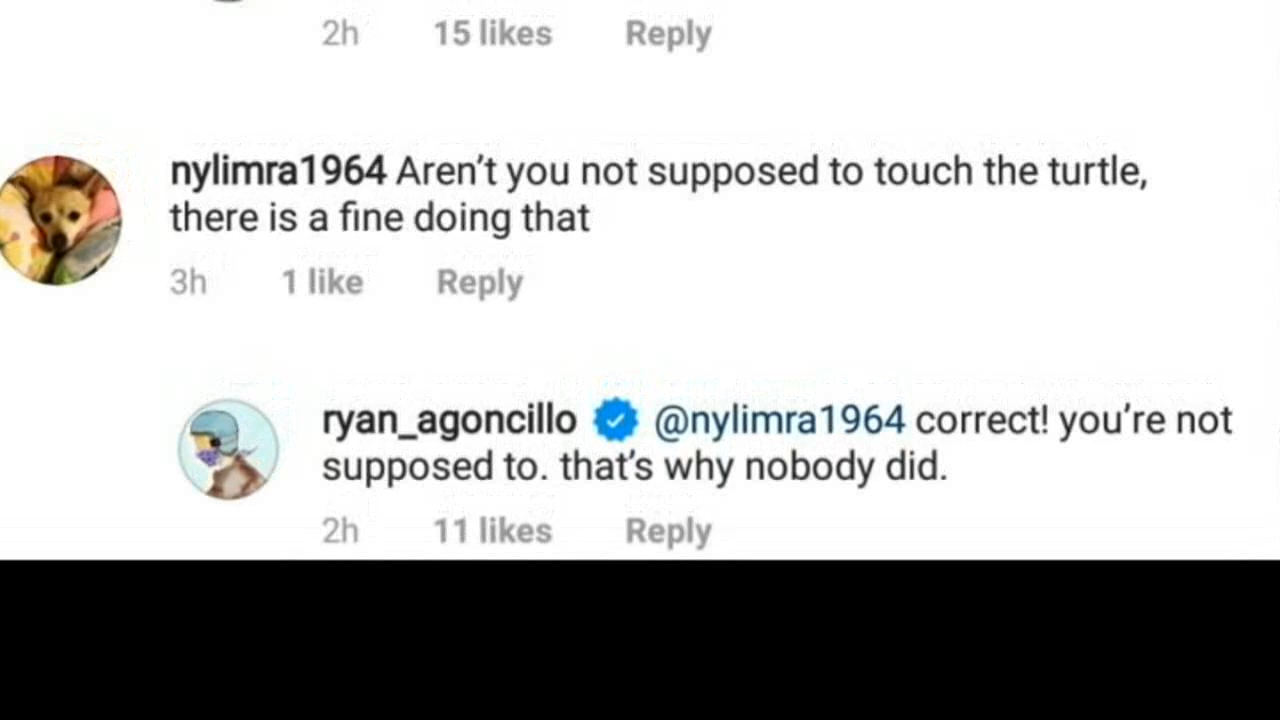 2h 15 likes Reply
nylimra1964 Aren't you not supposed to touch the turtle,
there is a fine doing that
3h 1 like Reply
ryan_agoncillo @nylimra1964 correct! you're not
supposed to. that's why nobody did.
2h 11 likes Reply